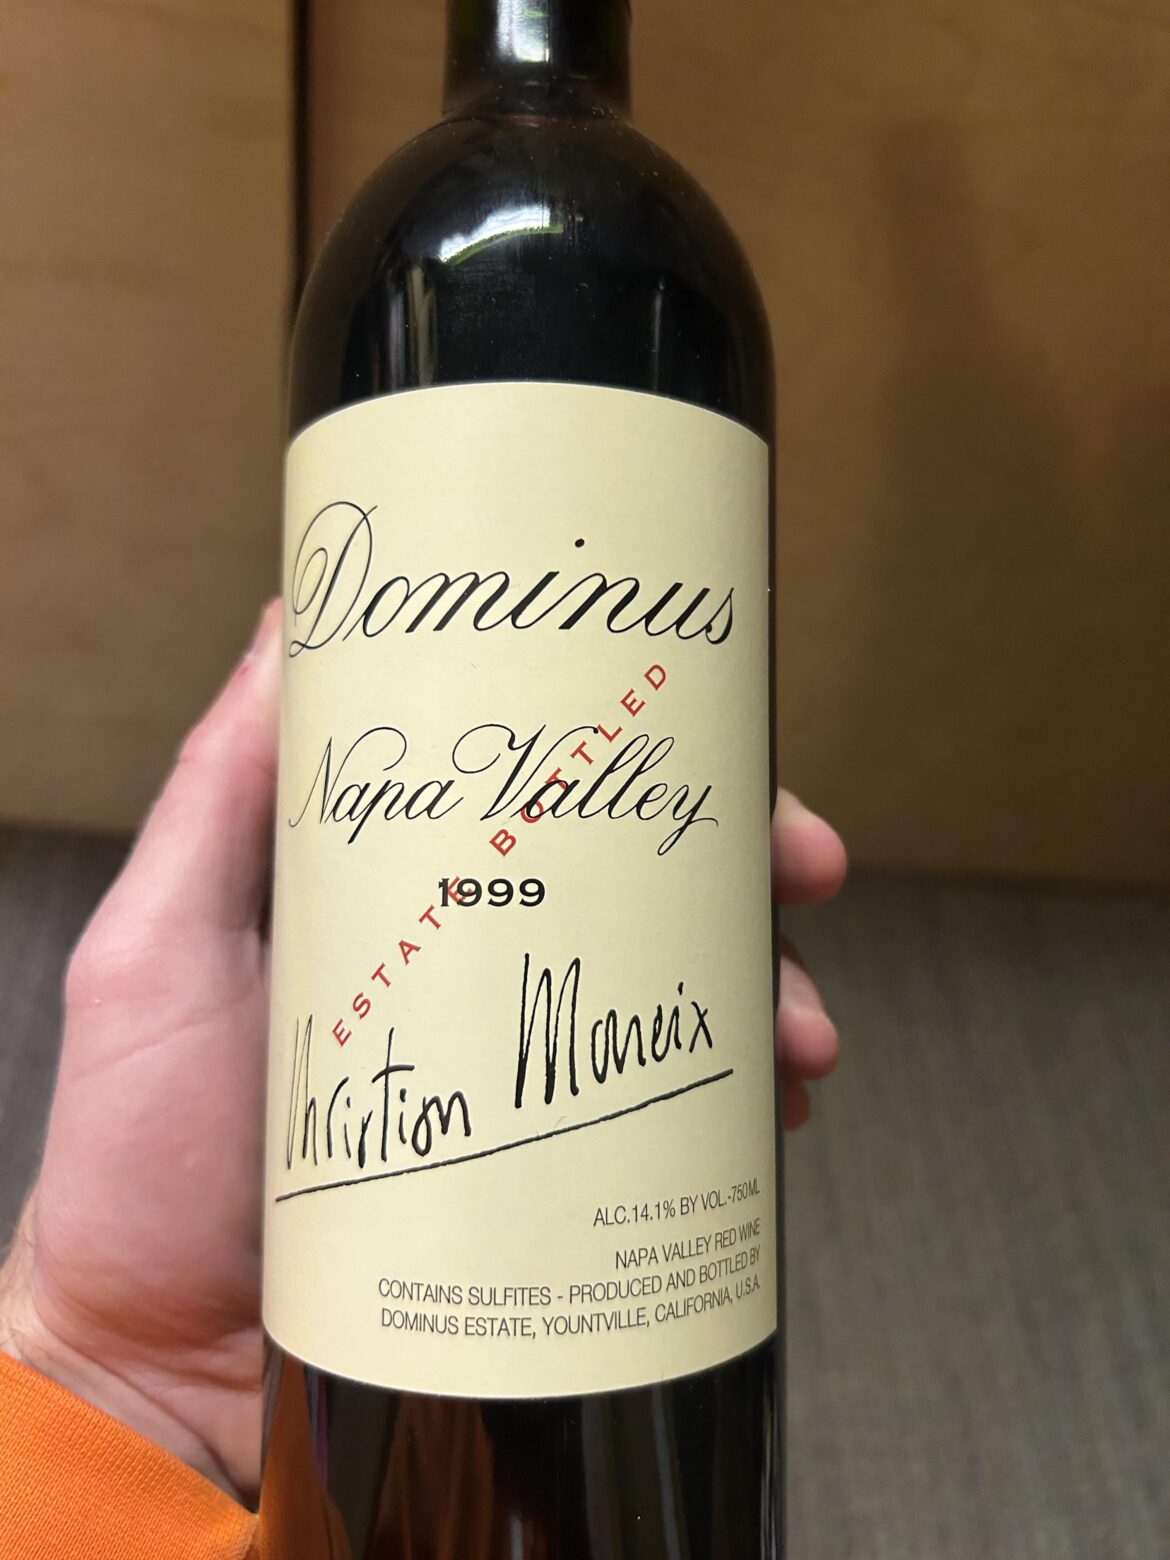 Dominus
Napa Valley
ESTATE BOTTLED
1999
Christian Moueix
ALC.14.1% BY VOL.-750ML
NAPA VALLEY RED WINE
CONTAINS SULFITES - PRODUCED AND BOTTLED BY
DOMINUS ESTATE, YOUNTVILLE, CALIFORNIA, U.S.A.